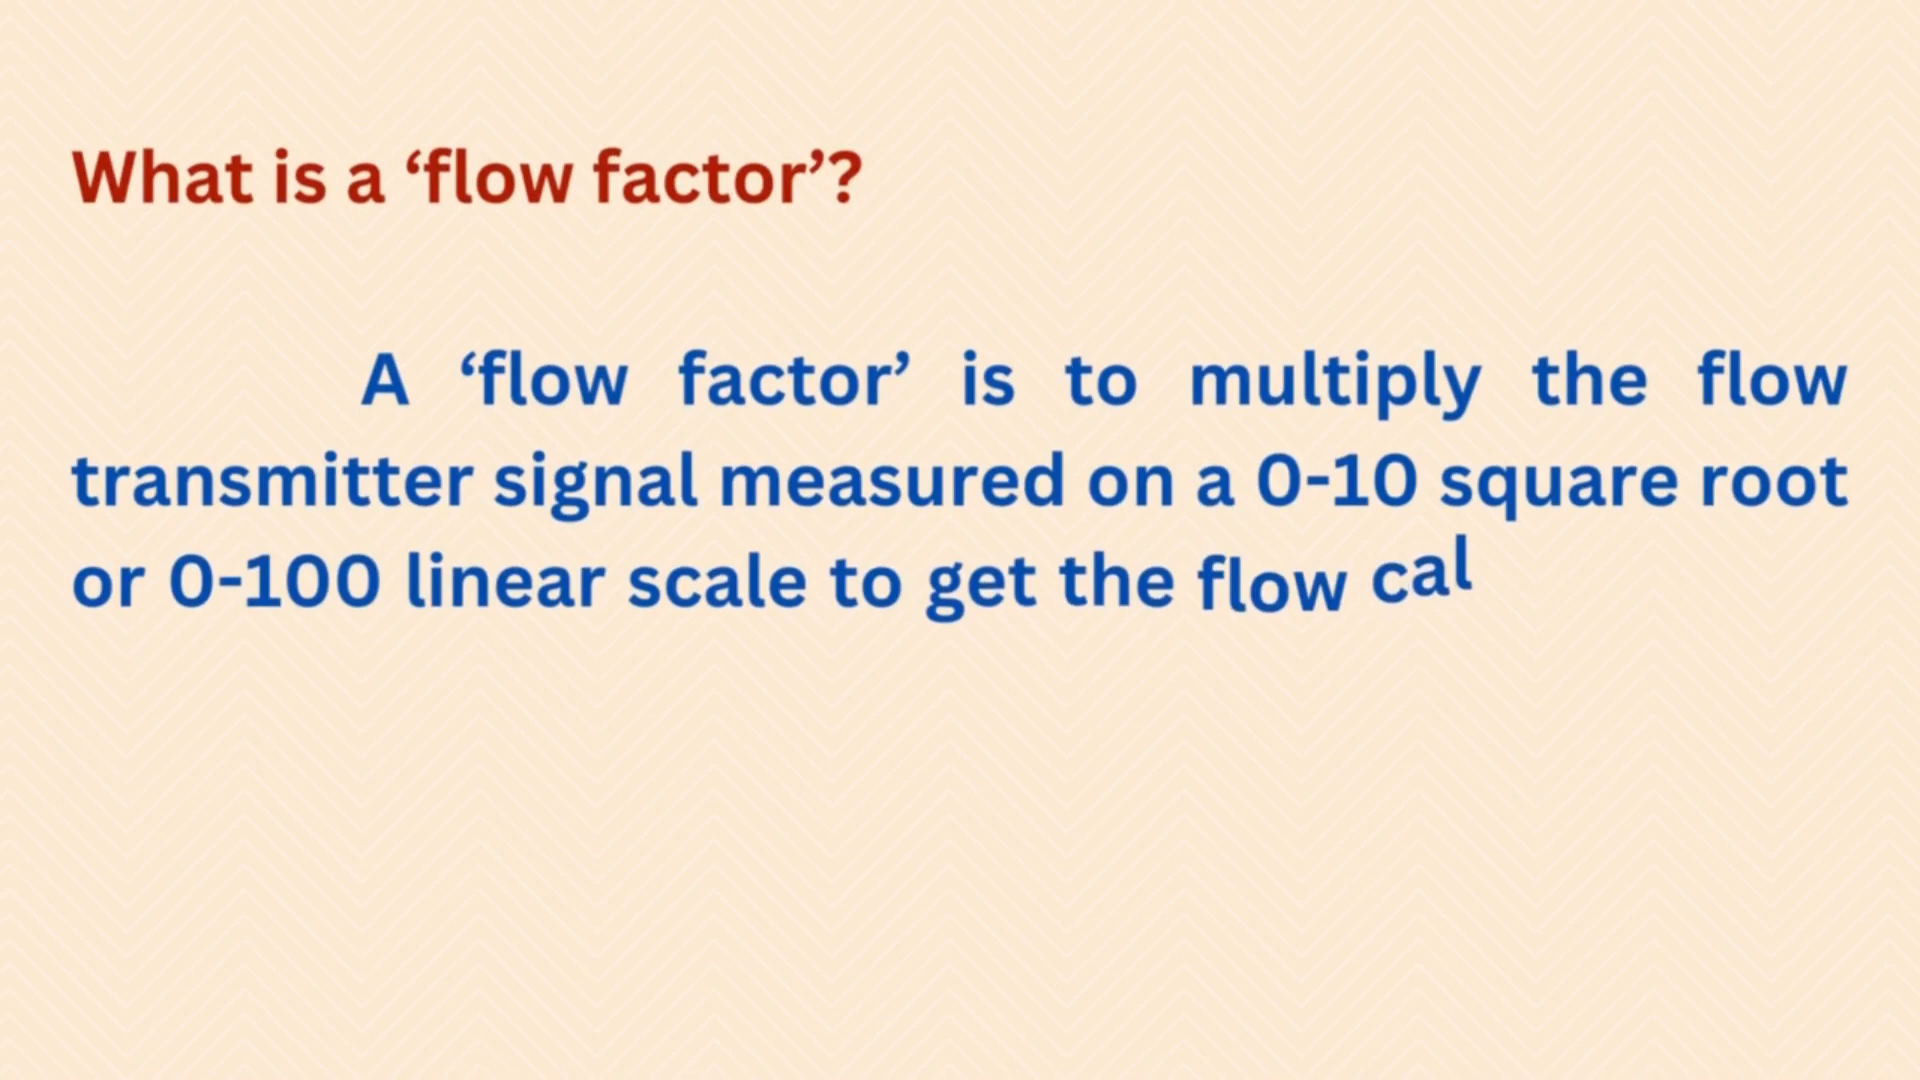 What is a ‘flow factor’?
A ‘flow factor’ is to multiply the flow
transmitter signal measured on a 0-10 square root
or 0-100 linear scale to get the flow cal